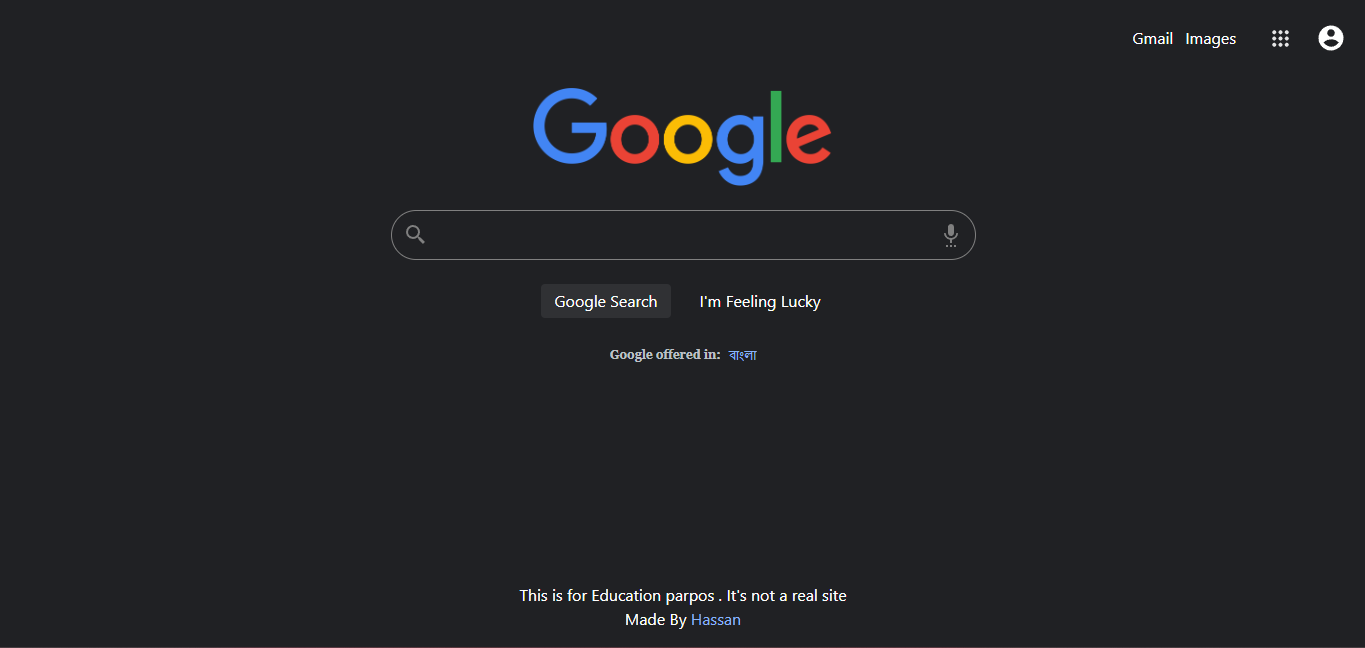 Gmail Images
Google
Google Search I'm Feeling Lucky
Google offered in: বাংলা
This is for Education parpos . It's not a real site
Made By Hassan